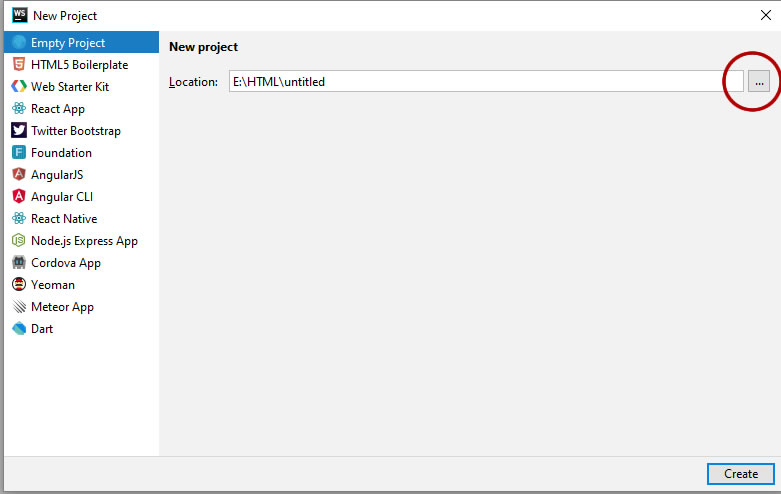 WS New Project
Empty Project
HTML5 Boilerplate
Web Starter Kit
React App
Twitter Bootstrap
Foundation
AngularJS
Angular CLI
React Native
Node.js Express App
Cordova App
Yeoman
Meteor App
Dart
New project
Location: E:\HTML\untitled ...
Create